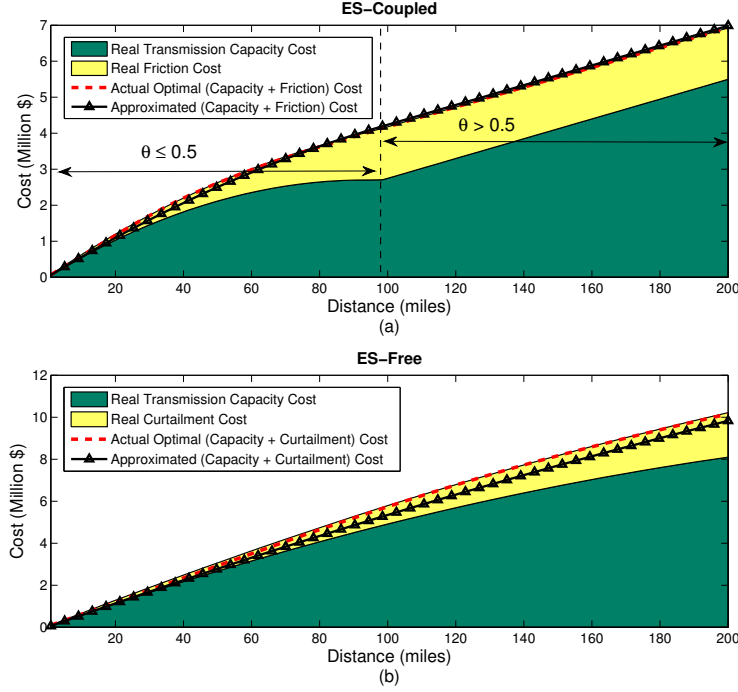 ES−Coupled
7
6
5
4
3
2
1
0
Cost (Million $)
Real Transmission Capacity Cost
Real Friction Cost
Actual Optimal (Capacity + Friction) Cost
Approximated (Capacity + Friction) Cost
θ ≤ 0.5
θ > 0.5
20 40 60 80 100 120 140 160 180 200
Distance (miles)
(a)
ES−Free
12
10
8
6
4
2
0
Cost (Million $)
Real Transmission Capacity Cost
Real Curtailment Cost
Actual Optimal (Capacity + Curtailment) Cost
Approximated (Capacity + Curtailment) Cost
20 40 60 80 100 120 140 160 180 200
Distance (miles)
(b)